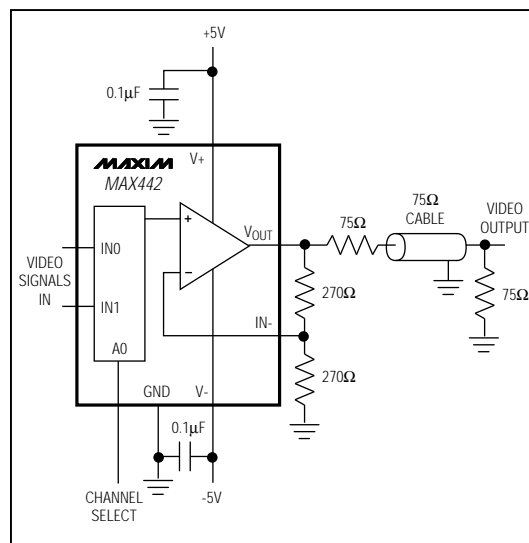 +5V
0.1µF
V+
MAXIM
MAX442
75Ω
CABLE
VIDEO
OUTPUT
75Ω
VOUT
+
IN0
VIDEO
SIGNALS
IN
−
270Ω
75Ω
IN1
IN-
A0
270Ω
GND
V-
0.1µF
CHANNEL
SELECT
-5V